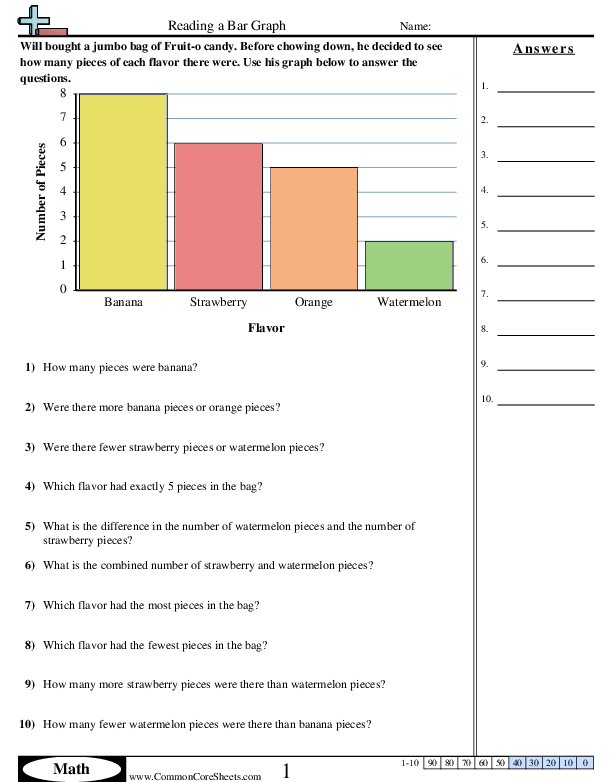 Reading a Bar Graph
Name:
Will bought a jumbo bag of Fruit-o candy. Before chowing down, he decided to see
how many pieces of each flavor there were. Use his graph below to answer the
questions.
8
7
6
5
4
3
2
1
0
Number of Pieces
Banana
Strawberry
Orange
Watermelon
Flavor
1) How many pieces were banana?
2) Were there more banana pieces or orange pieces?
3) Were there fewer strawberry pieces or watermelon pieces?
4) Which flavor had exactly 5 pieces in the bag?
5) What is the difference in the number of watermelon pieces and the number of
strawberry pieces?
6) What is the combined number of strawberry and watermelon pieces?
7) Which flavor had the most pieces in the bag?
8) Which flavor had the fewest pieces in the bag?
9) How many more strawberry pieces were there than watermelon pieces?
10) How many fewer watermelon pieces were there than banana pieces?
Answers
1.
2.
3.
4.
5.
6.
7.
8.
9.
10.
Math
www.CommonCoreSheets.com
1
1-10 90 80 70 60 50 40 30 20 10 0